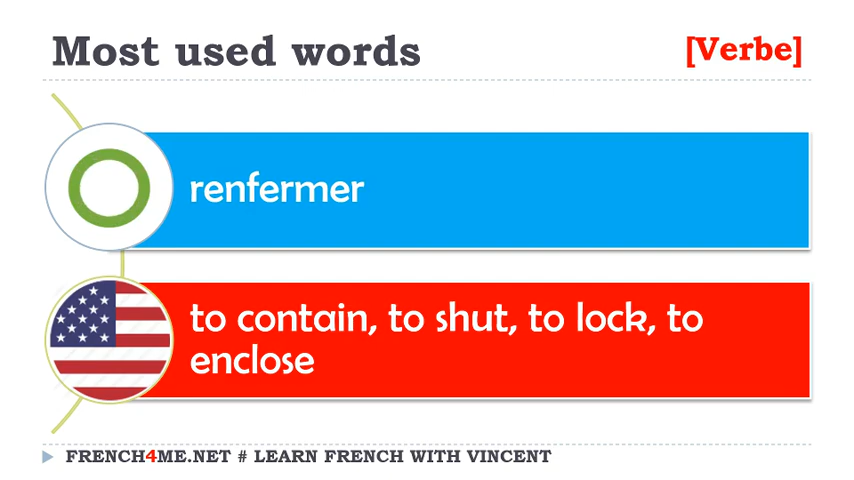 Most used words
[Verbe]
renfermer
to contain, to shut, to lock, to
enclose
FRENCH4ME.NET # LEARN FRENCH WITH VINCENT